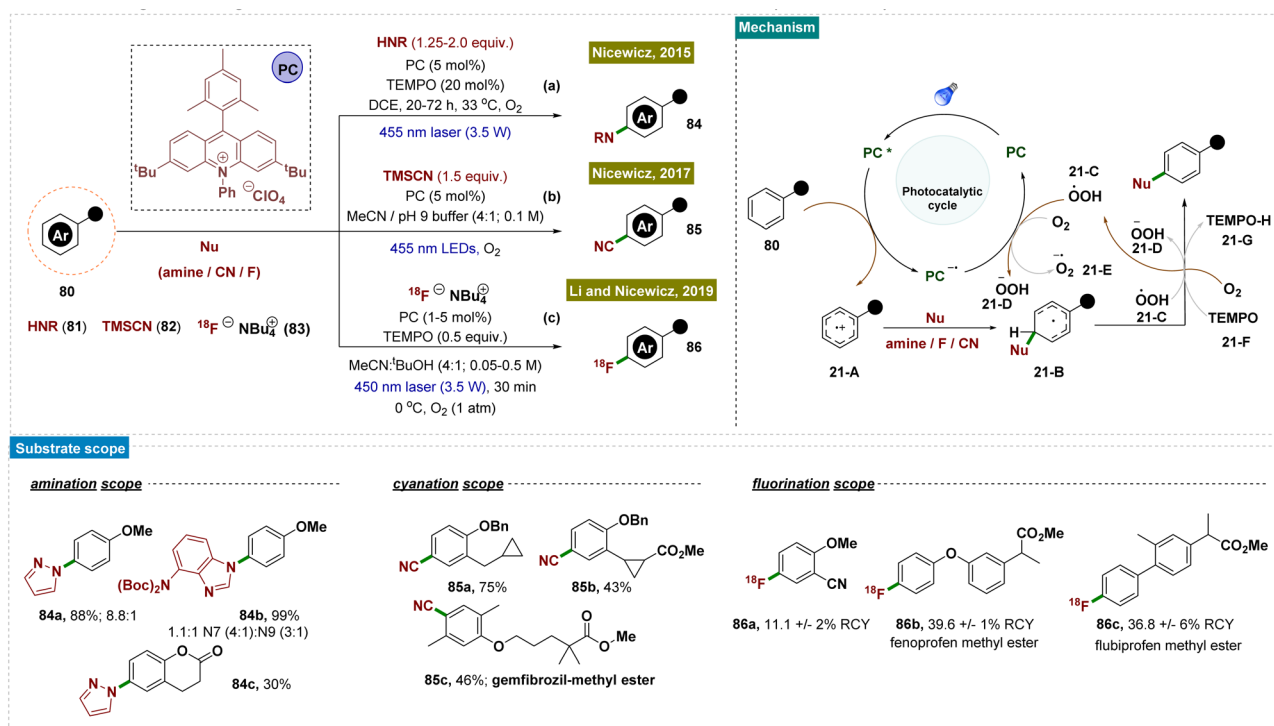 PC
N
⊕
tBu
tBu
Ph
⊖ClO4
Ar
80
HNR (81) TMSCN (82) 18F⊖ NBu4⊕ (83)
Nu
(amine / CN / F)
HNR (1.25-2.0 equiv.)
PC (5 mol%)
TEMPO (20 mol%) (a)
DCE, 20-72 h, 33 oC, O2
455 nm laser (3.5 W)
Nicewicz, 2015
Ar
RN
84
TMSCN (1.5 equiv.)
PC (5 mol%) (b)
MeCN / pH 9 buffer (4:1; 0.1 M)
455 nm LEDs, O2
Nicewicz, 2017
Ar
NC
85
18F⊖ NBu4⊕
PC (1-5 mol%) (c)
TEMPO (0.5 equiv.)
MeCN:tBuOH (4:1; 0.05-0.5 M)
450 nm laser (3.5 W), 30 min
0 oC, O2 (1 atm)
Li and Nicewicz, 2019
Ar
18F
86
Mechanism
PC *
PC
Photocatalytic
cycle
PC−•
80
21-A
Nu
amine / F / CN
H
Nu
21-B
21-C
•OOH
O2
O2−• 21-E
−OOH
21-D
Nu
−OOH
21-D
TEMPO-H
21-G
•OOH
21-C
O2
TEMPO
21-F
Substrate scope
amination scope
OMe
N
N
84a, 88%; 8.8:1
OMe
N
N
(Boc)2N
84b, 99%
1.1:1 N7 (4:1):N9 (3:1)
O
O
N
N
84c, 30%
cyanation scope
OBn
NC
85a, 75%
OBn
NC
CO2Me
85b, 43%
NC
O
O
O
Me
85c, 46%; gemfibrozil-methyl ester
fluorination scope
OMe
18F
CN
86a, 11.1 +/- 2% RCY
O
CO2Me
18F
86b, 39.6 +/- 1% RCY
fenoprofen methyl ester
CO2Me
18F
86c, 36.8 +/- 6% RCY
flubiprofen methyl ester